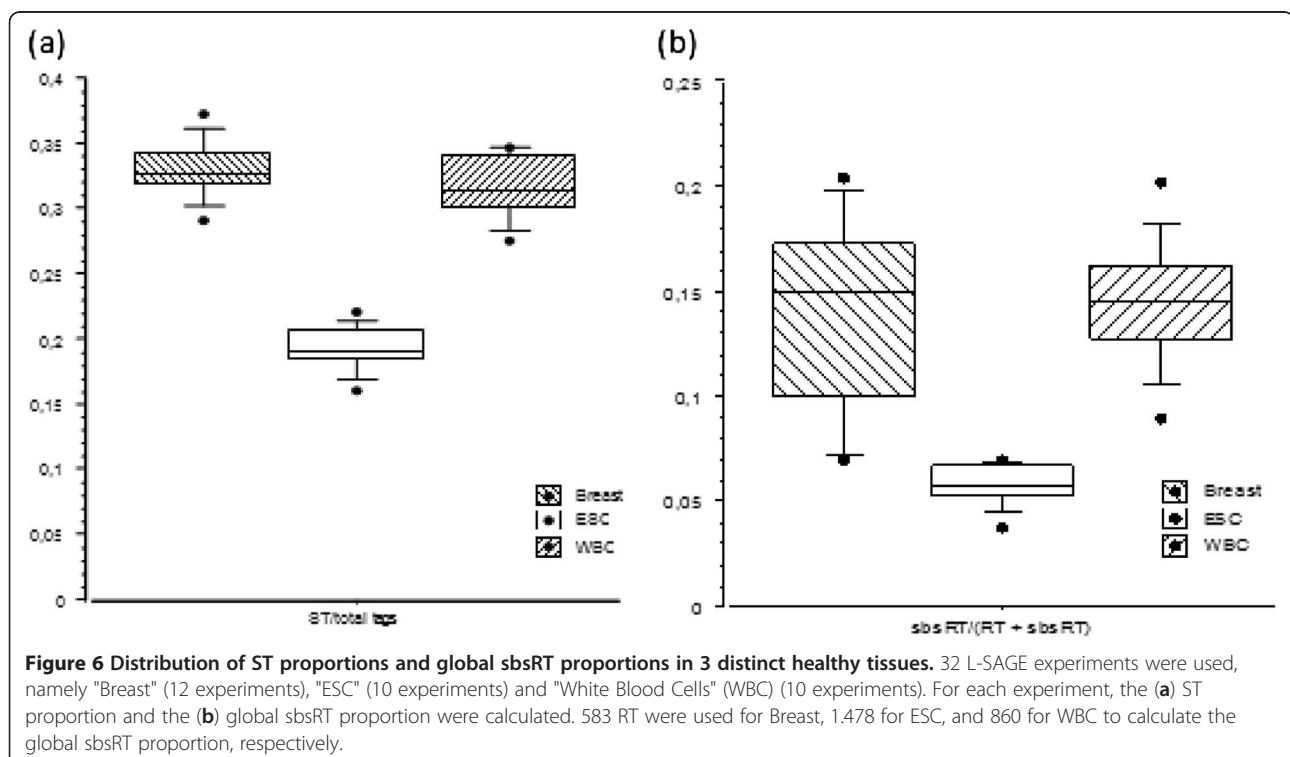 (a)
0,4
0,35
0,3
0,25
0,2
0,15
0,1
0,05
0
Breast
ESC
WBC
ST/total tags
(b)
0,25
0,2
0,15
0,1
0,05
0
Breast
ESC
WBC
sbsRT/(RT + sbsRT)
Figure 6 Distribution of ST proportions and global sbsRT proportions in 3 distinct healthy tissues. 32 L-SAGE experiments were used,
namely "Breast" (12 experiments), "ESC" (10 experiments) and "White Blood Cells" (WBC) (10 experiments). For each experiment, the (a) ST
proportion and the (b) global sbsRT proportion were calculated. 583 RT were used for Breast, 1.478 for ESC, and 860 for WBC to calculate the
global sbsRT proportion, respectively.